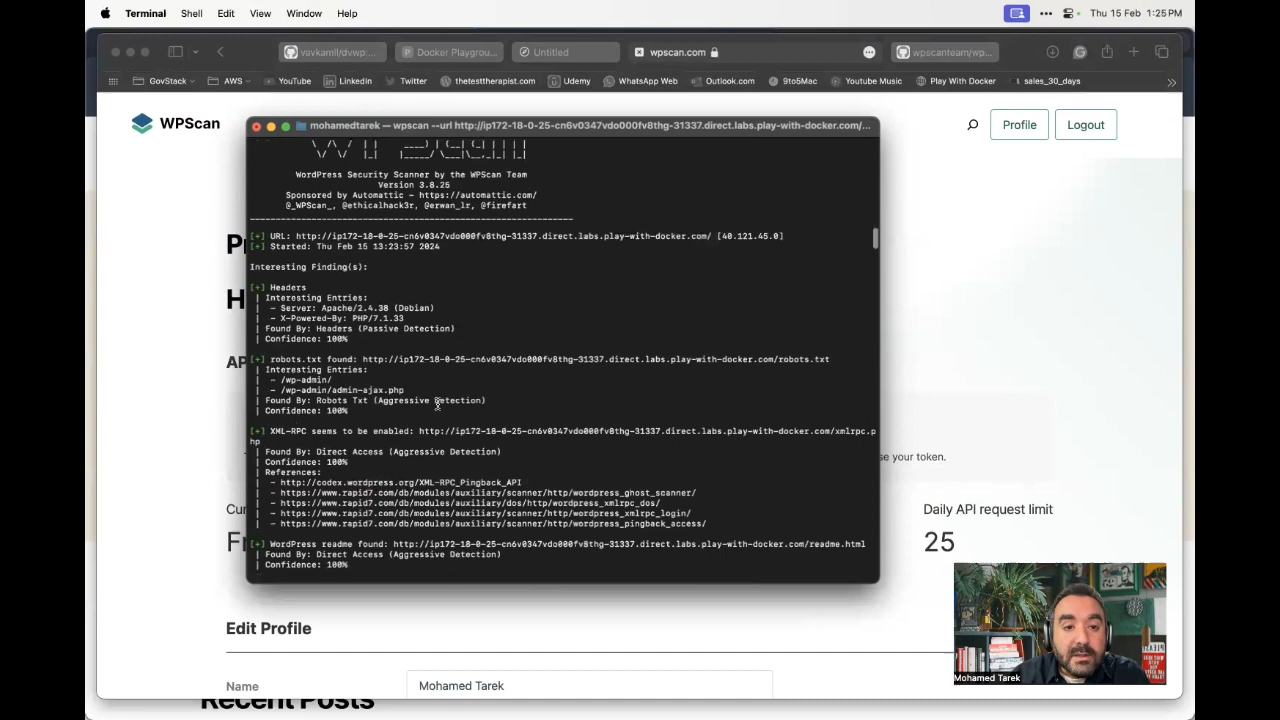 Terminal Shell Edit View Window Help Thu 15 Feb 1:25 PM
vavkamil/dvwp:... Docker Playgrou... Untitled wpscan.com wpscanteam/wp...
GovStack AWS YouTube LinkedIn Twitter thetesttherapist.com Udemy WhatsApp Web Outlook.com 9to5Mac YouTube Music Play With Docker sales_30_days
WPScan
Profile
Logout
mohamedtarek — wpscan --url http://ip172-18-0-25-cn6v0347vdo000fv8thg-31337.direct.labs.play-with-docker.com/...
WordPress Security Scanner by the WPScan Team
Version 3.8.25
Sponsored by Automattic - https://automattic.com/
@_WPScan_, @ethicalhack3r, @erwan_lr, @firefart
[+] URL: http://ip172-18-0-25-cn6v0347vdo000fv8thg-31337.direct.labs.play-with-docker.com/ [40.121.45.0]
[+] Started: Thu Feb 15 13:23:57 2024
Interesting Finding(s):
[+] Headers
| Interesting Entries:
| - Server: Apache/2.4.38 (Debian)
| - X-Powered-By: PHP/7.1.33
| Found By: Headers (Passive Detection)
| Confidence: 100%
[+] robots.txt found: http://ip172-18-0-25-cn6v0347vdo000fv8thg-31337.direct.labs.play-with-docker.com/robots.txt
| Interesting Entries:
| - /wp-admin/
| - /wp-admin/admin-ajax.php
| Found By: Robots Txt (Aggressive Detection)
| Confidence: 100%
[+] XML-RPC seems to be enabled: http://ip172-18-0-25-cn6v0347vdo000fv8thg-31337.direct.labs.play-with-docker.com/xmlrpc.p
hp
| Found By: Direct Access (Aggressive Detection)
| Confidence: 100%
| References:
| - http://codex.wordpress.org/XML-RPC_Pingback_API
| - https://www.rapid7.com/db/modules/auxiliary/scanner/http/wordpress_ghost_scanner/
| - https://www.rapid7.com/db/modules/auxiliary/dos/http/wordpress_xmlrpc_dos/
| - https://www.rapid7.com/db/modules/auxiliary/scanner/http/wordpress_xmlrpc_login/
| - https://www.rapid7.com/db/modules/auxiliary/scanner/http/wordpress_pingback_access/
[+] WordPress readme found: http://ip172-18-0-25-cn6v0347vdo000fv8thg-31337.direct.labs.play-with-docker.com/readme.html
| Found By: Direct Access (Aggressive Detection)
| Confidence: 100%
P
H
AP
se your token.
Cur
Daily API request limit
Fr
25
Edit Profile
Name
Mohamed Tarek
Recent Posts
Mohamed Tarek